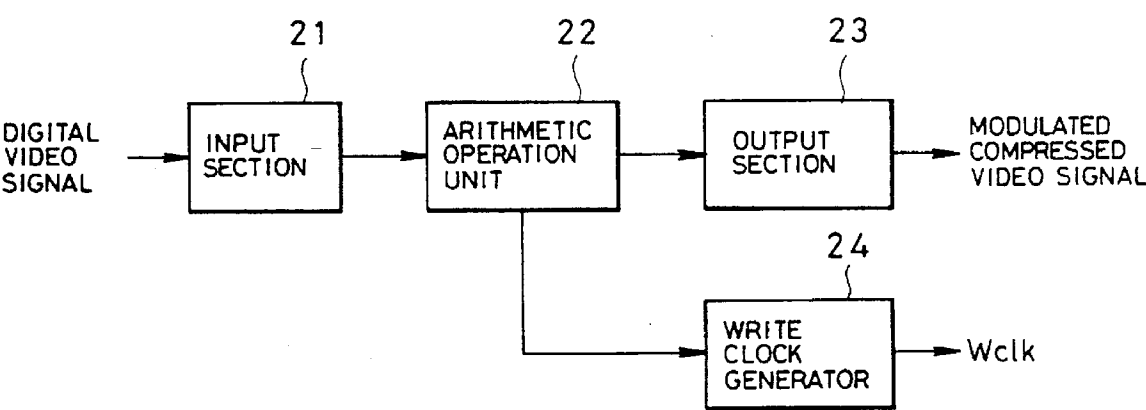 21
22
23
DIGITAL
VIDEO
SIGNAL
INPUT
SECTION
ARITHMETIC
OPERATION
UNIT
OUTPUT
SECTION
MODULATED
COMPRESSED
VIDEO SIGNAL
24
WRITE
CLOCK
GENERATOR
Wclk